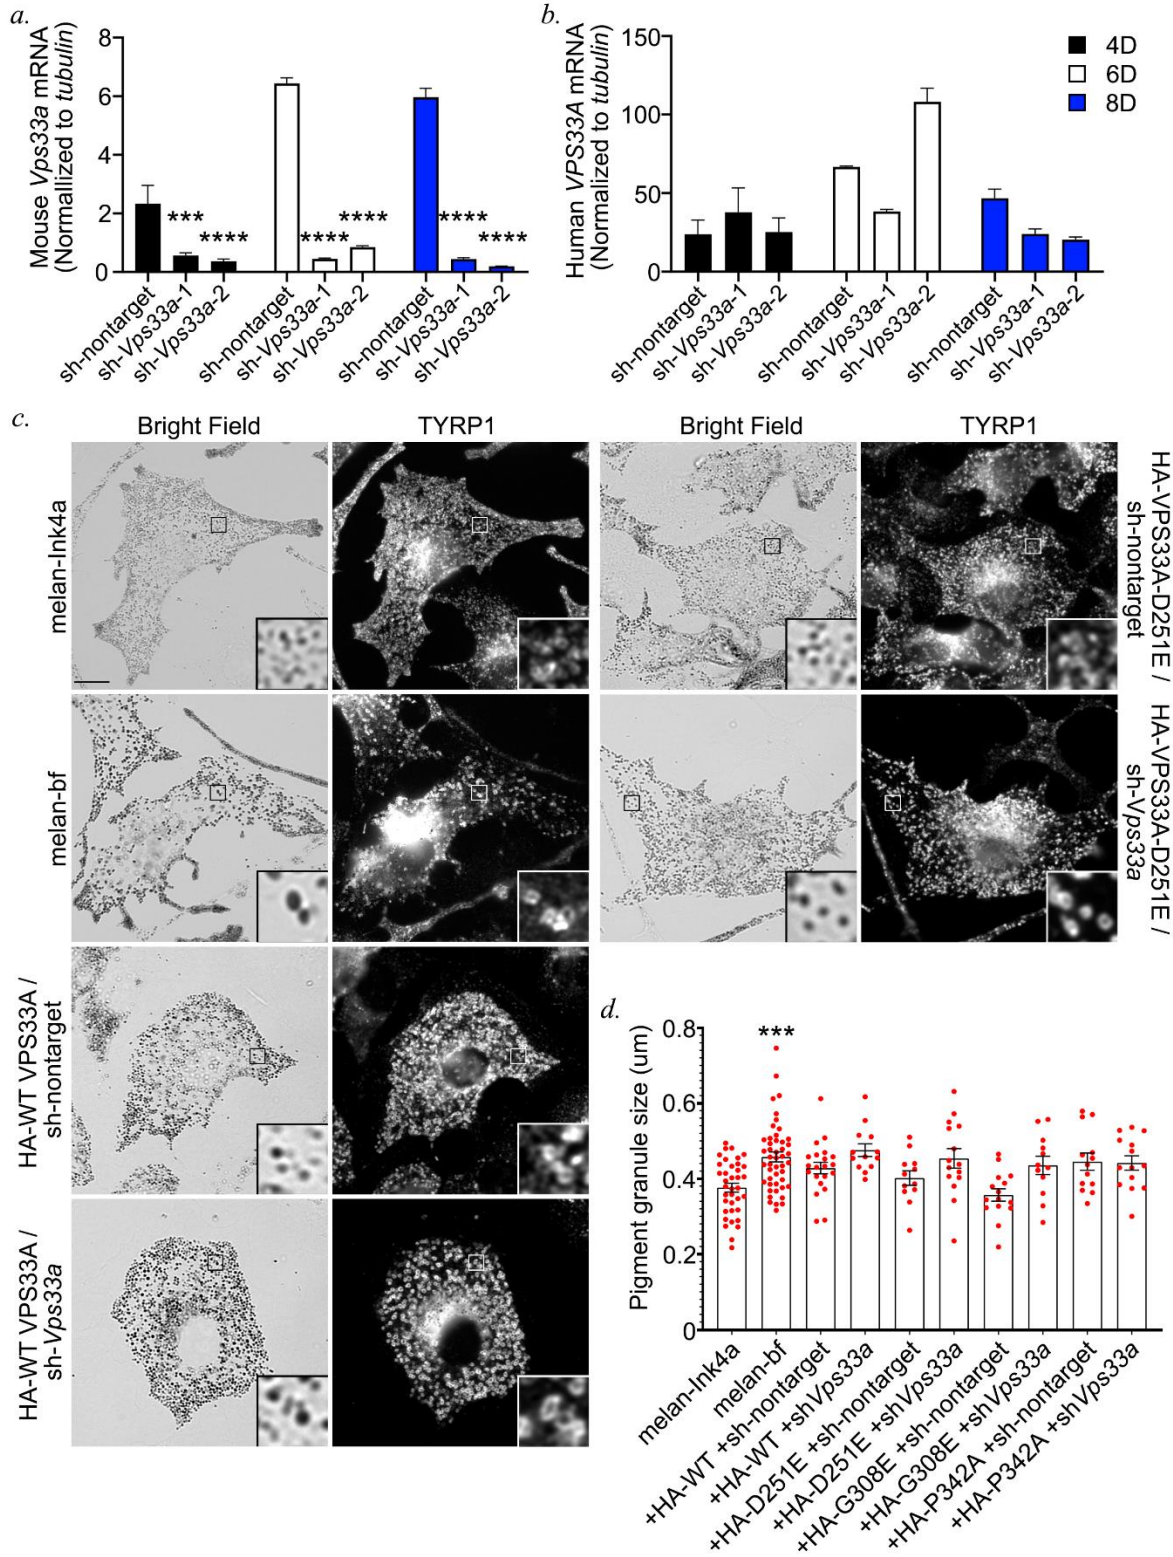 a.
Mouse Vps33a mRNA
(Normallized to tubulin)
8
6
4
2
0
***
****
****
****
****
****
sh-nontarget
sh-Vps33a-1
sh-Vps33a-2
sh-nontarget
sh-Vps33a-1
sh-Vps33a-2
sh-nontarget
sh-Vps33a-1
sh-Vps33a-2
b.
Human VPS33A mRNA
(Normalized to tubulin)
150
100
50
0
4D
6D
8D
sh-nontarget
sh-Vps33a-1
sh-Vps33a-2
sh-nontarget
sh-Vps33a-1
sh-Vps33a-2
sh-nontarget
sh-Vps33a-1
sh-Vps33a-2
c.
Bright Field
TYRP1
Bright Field
TYRP1
melan-Ink4a
HA-VPS33A-D251E /
sh-nontarget
melan-bf
HA-VPS33A-D251E /
sh-Vps33a
HA-WT VPS33A /
sh-nontarget
HA-WT VPS33A /
sh-Vps33a
d.
Pigment granule size (um)
0.8
0.6
0.4
0.2
0
***
melan-Ink4a
melan-bf
+HA-WT +sh-nontarget
+HA-WT +shVps33a
+HA-D251E +sh-nontarget
+HA-D251E +shVps33a
+HA-G308E +sh-nontarget
+HA-G308E +shVps33a
+HA-P342A +sh-nontarget
+HA-P342A +shVps33a